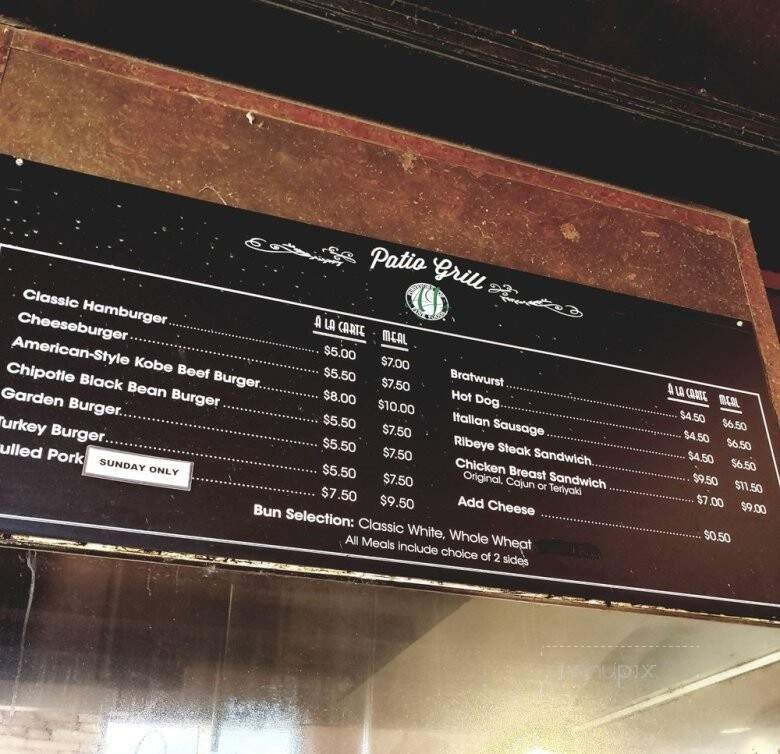 Patio Grill
À LA CARTE MEAL
Classic Hamburger $5.00 $7.00
Cheeseburger $5.50 $7.50
American-Style Kobe Beef Burger $8.00 $10.00
Chipotle Black Bean Burger $5.50 $7.50
Garden Burger $5.50 $7.50
Turkey Burger $5.50 $7.50
ulled Pork SUNDAY ONLY $7.50 $9.50
À LA CARTE MEAL
Bratwurst $4.50 $6.50
Hot Dog $4.50 $6.50
Italian Sausage $4.50 $6.50
Ribeye Steak Sandwich $9.50 $11.50
Chicken Breast Sandwich $7.00 $9.00
Original, Cajun or Teriyaki
Add Cheese $0.50
Bun Selection: Classic White, Whole Wheat
All Meals include choice of 2 sides
menupix